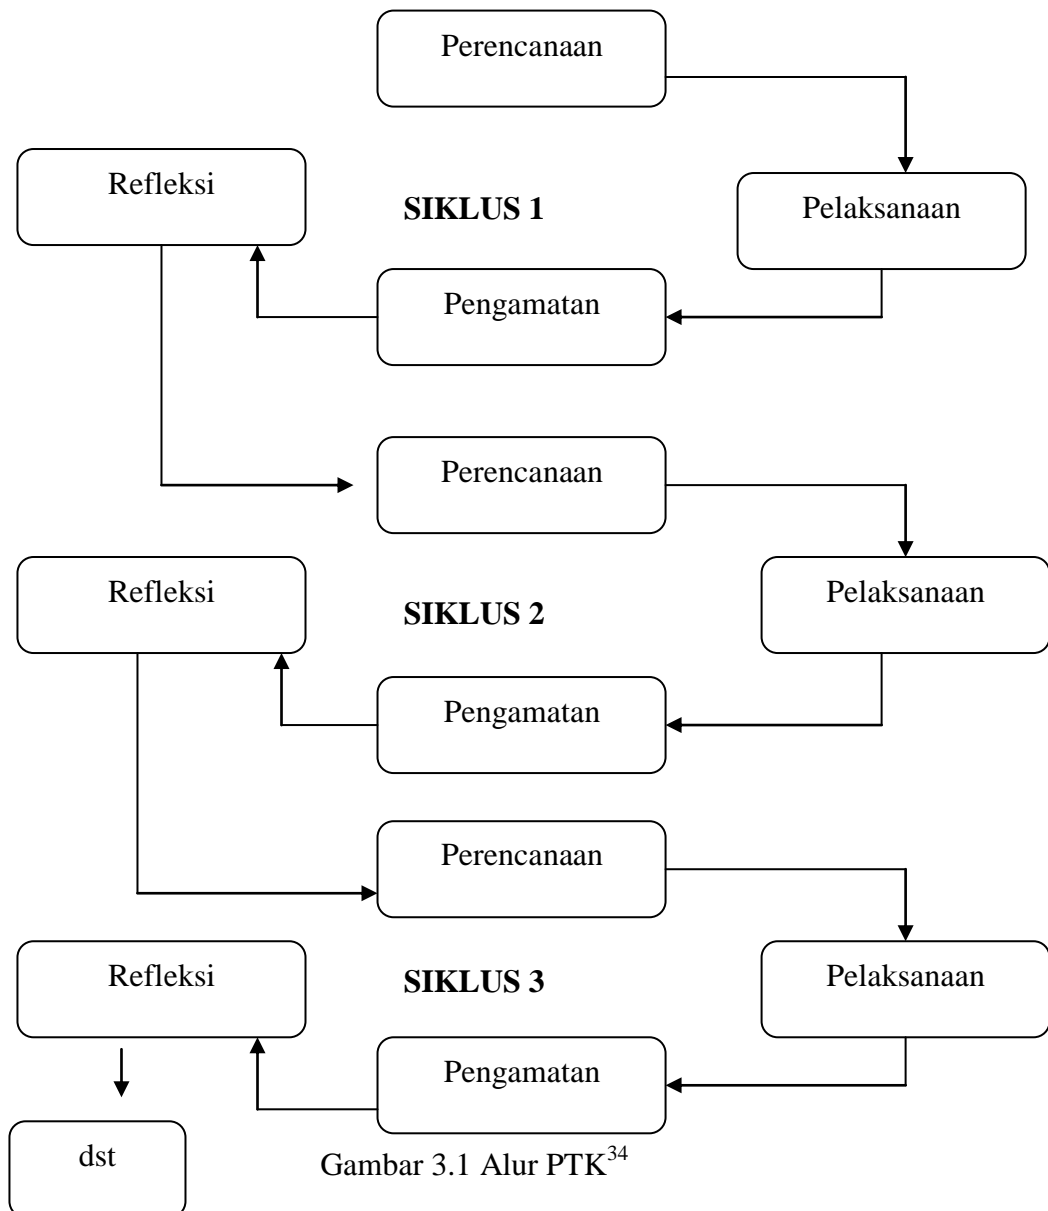 Perencanaan
Refleksi
SIKLUS 1
Pelaksanaan
Pengamatan
Perencanaan
Refleksi
SIKLUS 2
Pelaksanaan
Pengamatan
Perencanaan
Refleksi
SIKLUS 3
Pelaksanaan
Pengamatan
dst
Gambar 3.1 Alur PTK³⁴